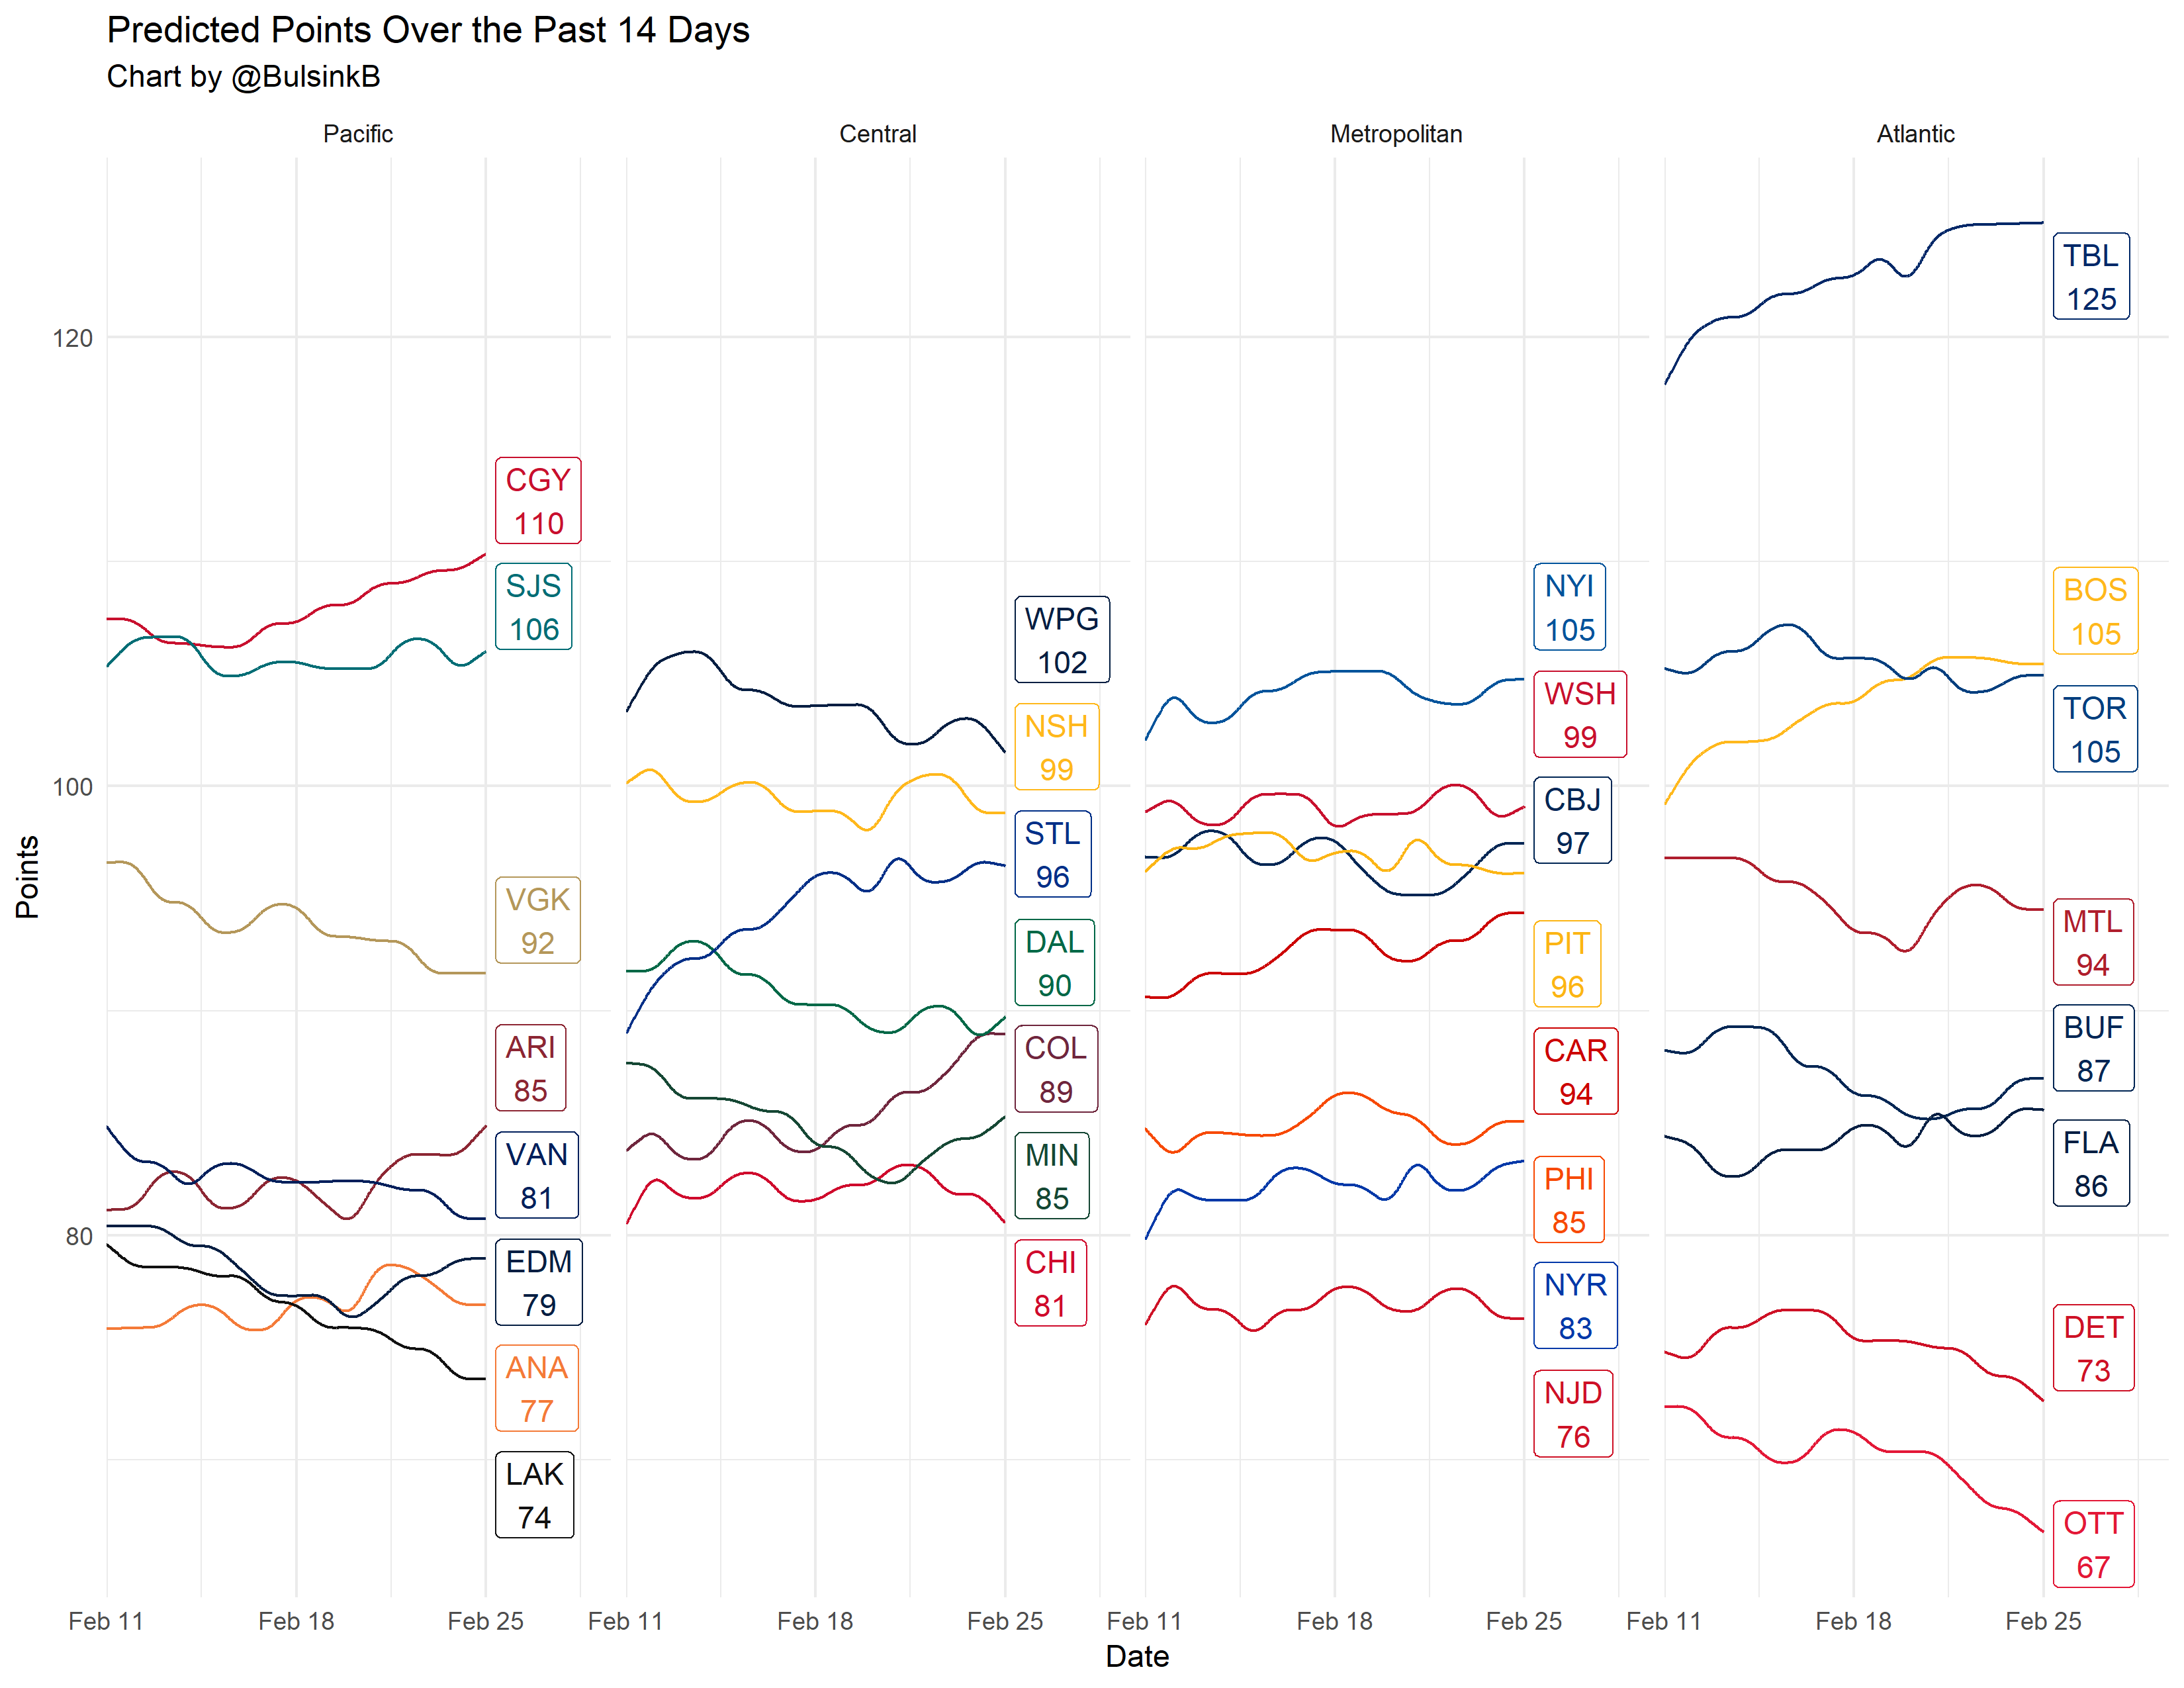 Predicted Points Over the Past 14 Days
Chart by @BulsinkB
Pacific
Central
Metropolitan
Atlantic
Points
120
100
80
CGY
110
SJS
106
VGK
92
ARI
85
VAN
81
EDM
79
ANA
77
LAK
74
WPG
102
NSH
99
STL
96
DAL
90
COL
89
MIN
85
CHI
81
NYI
105
WSH
99
CBJ
97
PIT
96
CAR
94
PHI
85
NYR
83
NJD
76
TBL
125
BOS
105
TOR
105
MTL
94
BUF
87
FLA
86
DET
73
OTT
67
Feb 11
Feb 18
Feb 25
Feb 11
Feb 18
Feb 25
Feb 11
Feb 18
Feb 25
Feb 11
Feb 18
Feb 25
Date